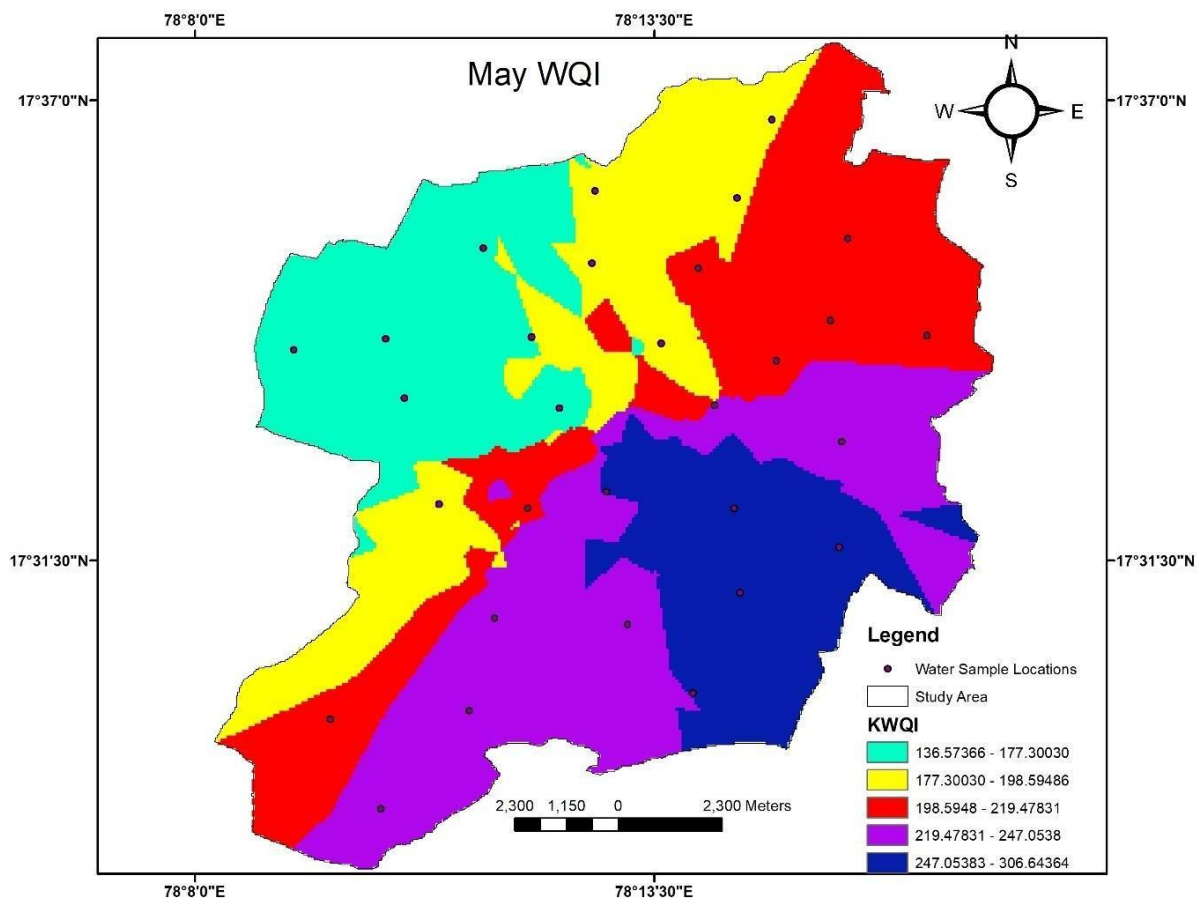 78°8'0"E
78°13'30"E
May WQI
N
W
E
S
17°37'0"N
17°37'0"N
17°31'30"N
17°31'30"N
Legend
Water Sample Locations
Study Area
KWQI
136.57366 - 177.30030
177.30030 - 198.59486
198.5948 - 219.47831
219.47831 - 247.0538
247.05383 - 306.64364
2,300 1,150 0 2,300 Meters
78°8'0"E
78°13'30"E